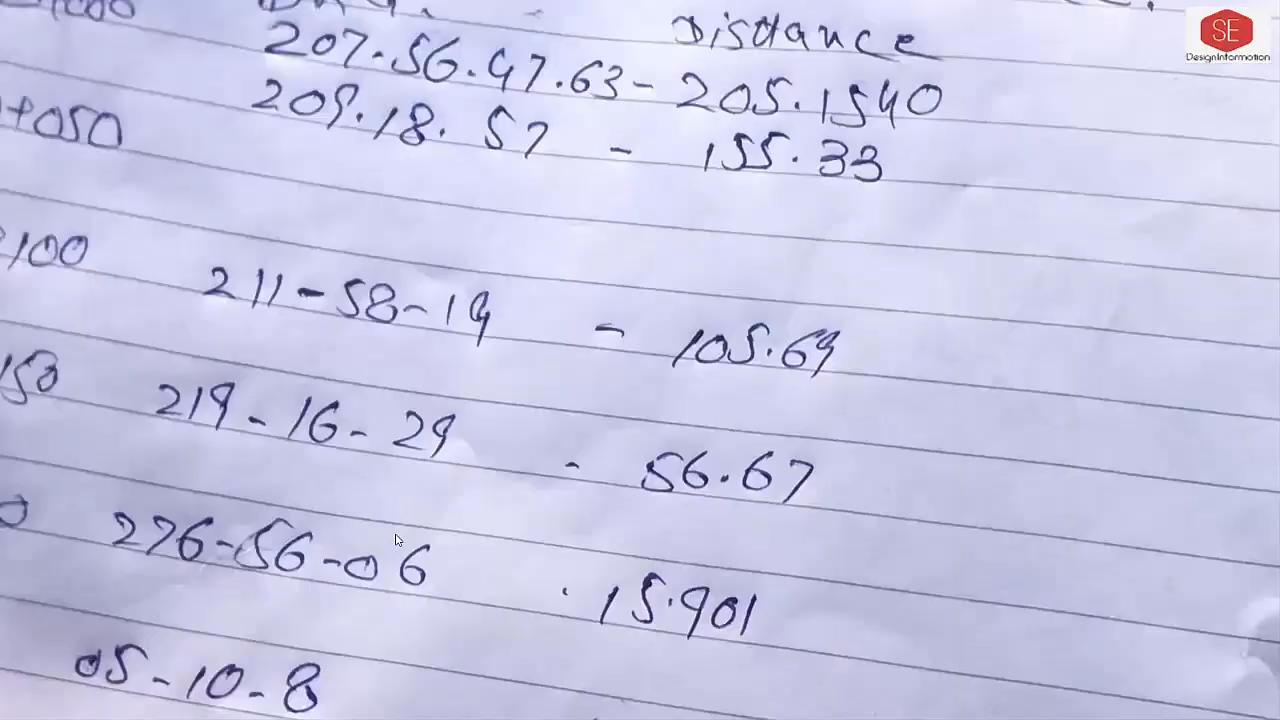 Distance
207-56.47.63- 205.1540
+050 209.18.57 - 155.33
100 211-58-19 - 105.69
150 219-16-29 - 56.67
0 276-56-06 . 15.901
05-10-8
SE
DesignInformation